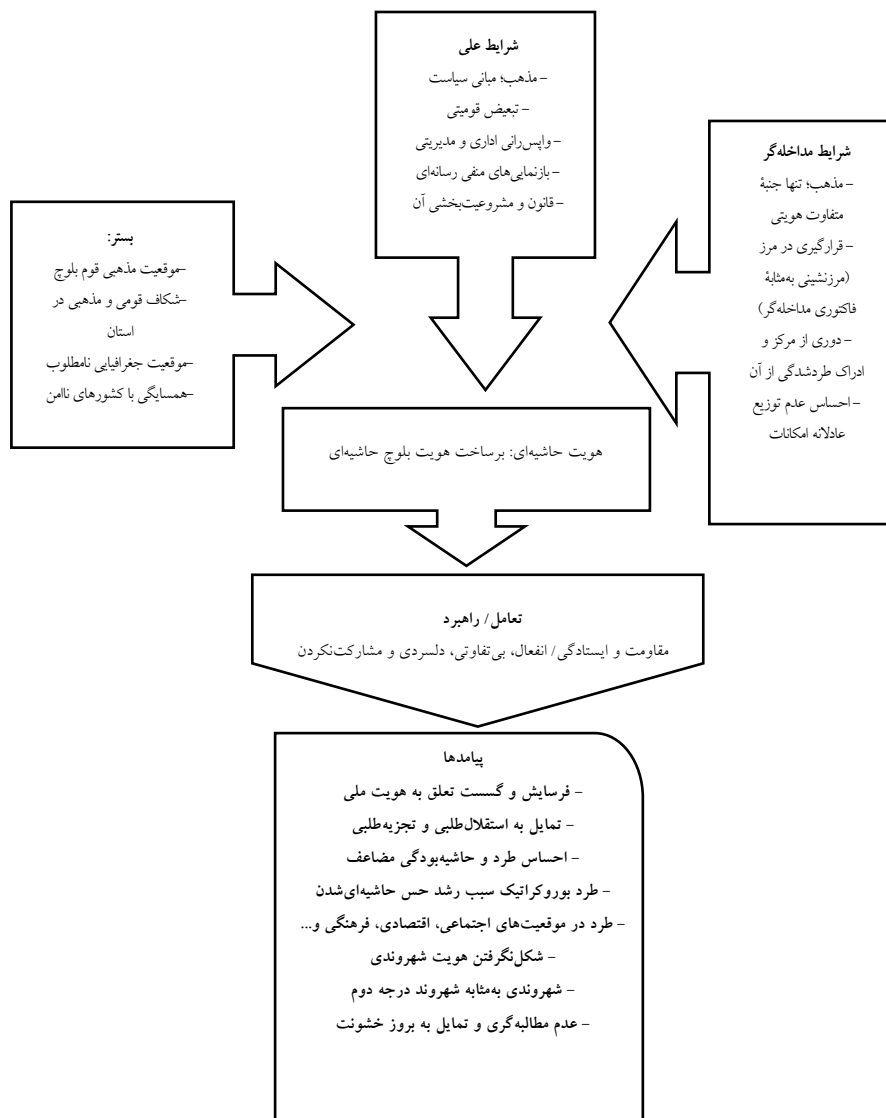 شرایط علی
- مذهب؛ مبانی سیاست
- تبعیض قومیتی
- واپس‌رانی اداری و مدیریتی
- بازنمایی‌های منفی رسانه‌ای
- قانون و مشروعیت‌بخشی آن
شرایط مداخله‌گر
- مذهب؛ تنها جنبهٔ
متفاوت هویتی
- قرارگیری در مرز
(مرزنشینی به‌مثابهٔ
فاکتوری مداخله‌گر)
- دوری از مرکز و
ادراک طردشدگی از آن
- احساس عدم توزیع
عادلانه امکانات
بستر:
-موقعیت مذهبی قوم بلوچ
-شکاف قومی و مذهبی در
استان
-موقعیت جغرافیایی نامطلوب
-همسایگی با کشورهای ناامن
هویت حاشیه‌ای: برساخت هویت بلوچ حاشیه‌ای
تعامل/ راهبرد
مقاومت و ایستادگی/ انفعال، بی‌تفاوتی، دلسردی و مشارکت‌نکردن
پیامدها
- فرسایش و گسست تعلق به هویت ملی
- تمایل به استقلال‌طلبی و تجزیه‌طلبی
- احساس طرد و حاشیه‌بودگی مضاعف
- طرد بوروکراتیک سبب رشد حس حاشیه‌ای‌شدن
- طرد در موقعیت‌های اجتماعی، اقتصادی، فرهنگی و...
- شکل‌نگرفتن هویت شهروندی
- شهروندی به‌مثابه شهروند درجه دوم
- عدم مطالبه‌گری و تمایل به بروز خشونت